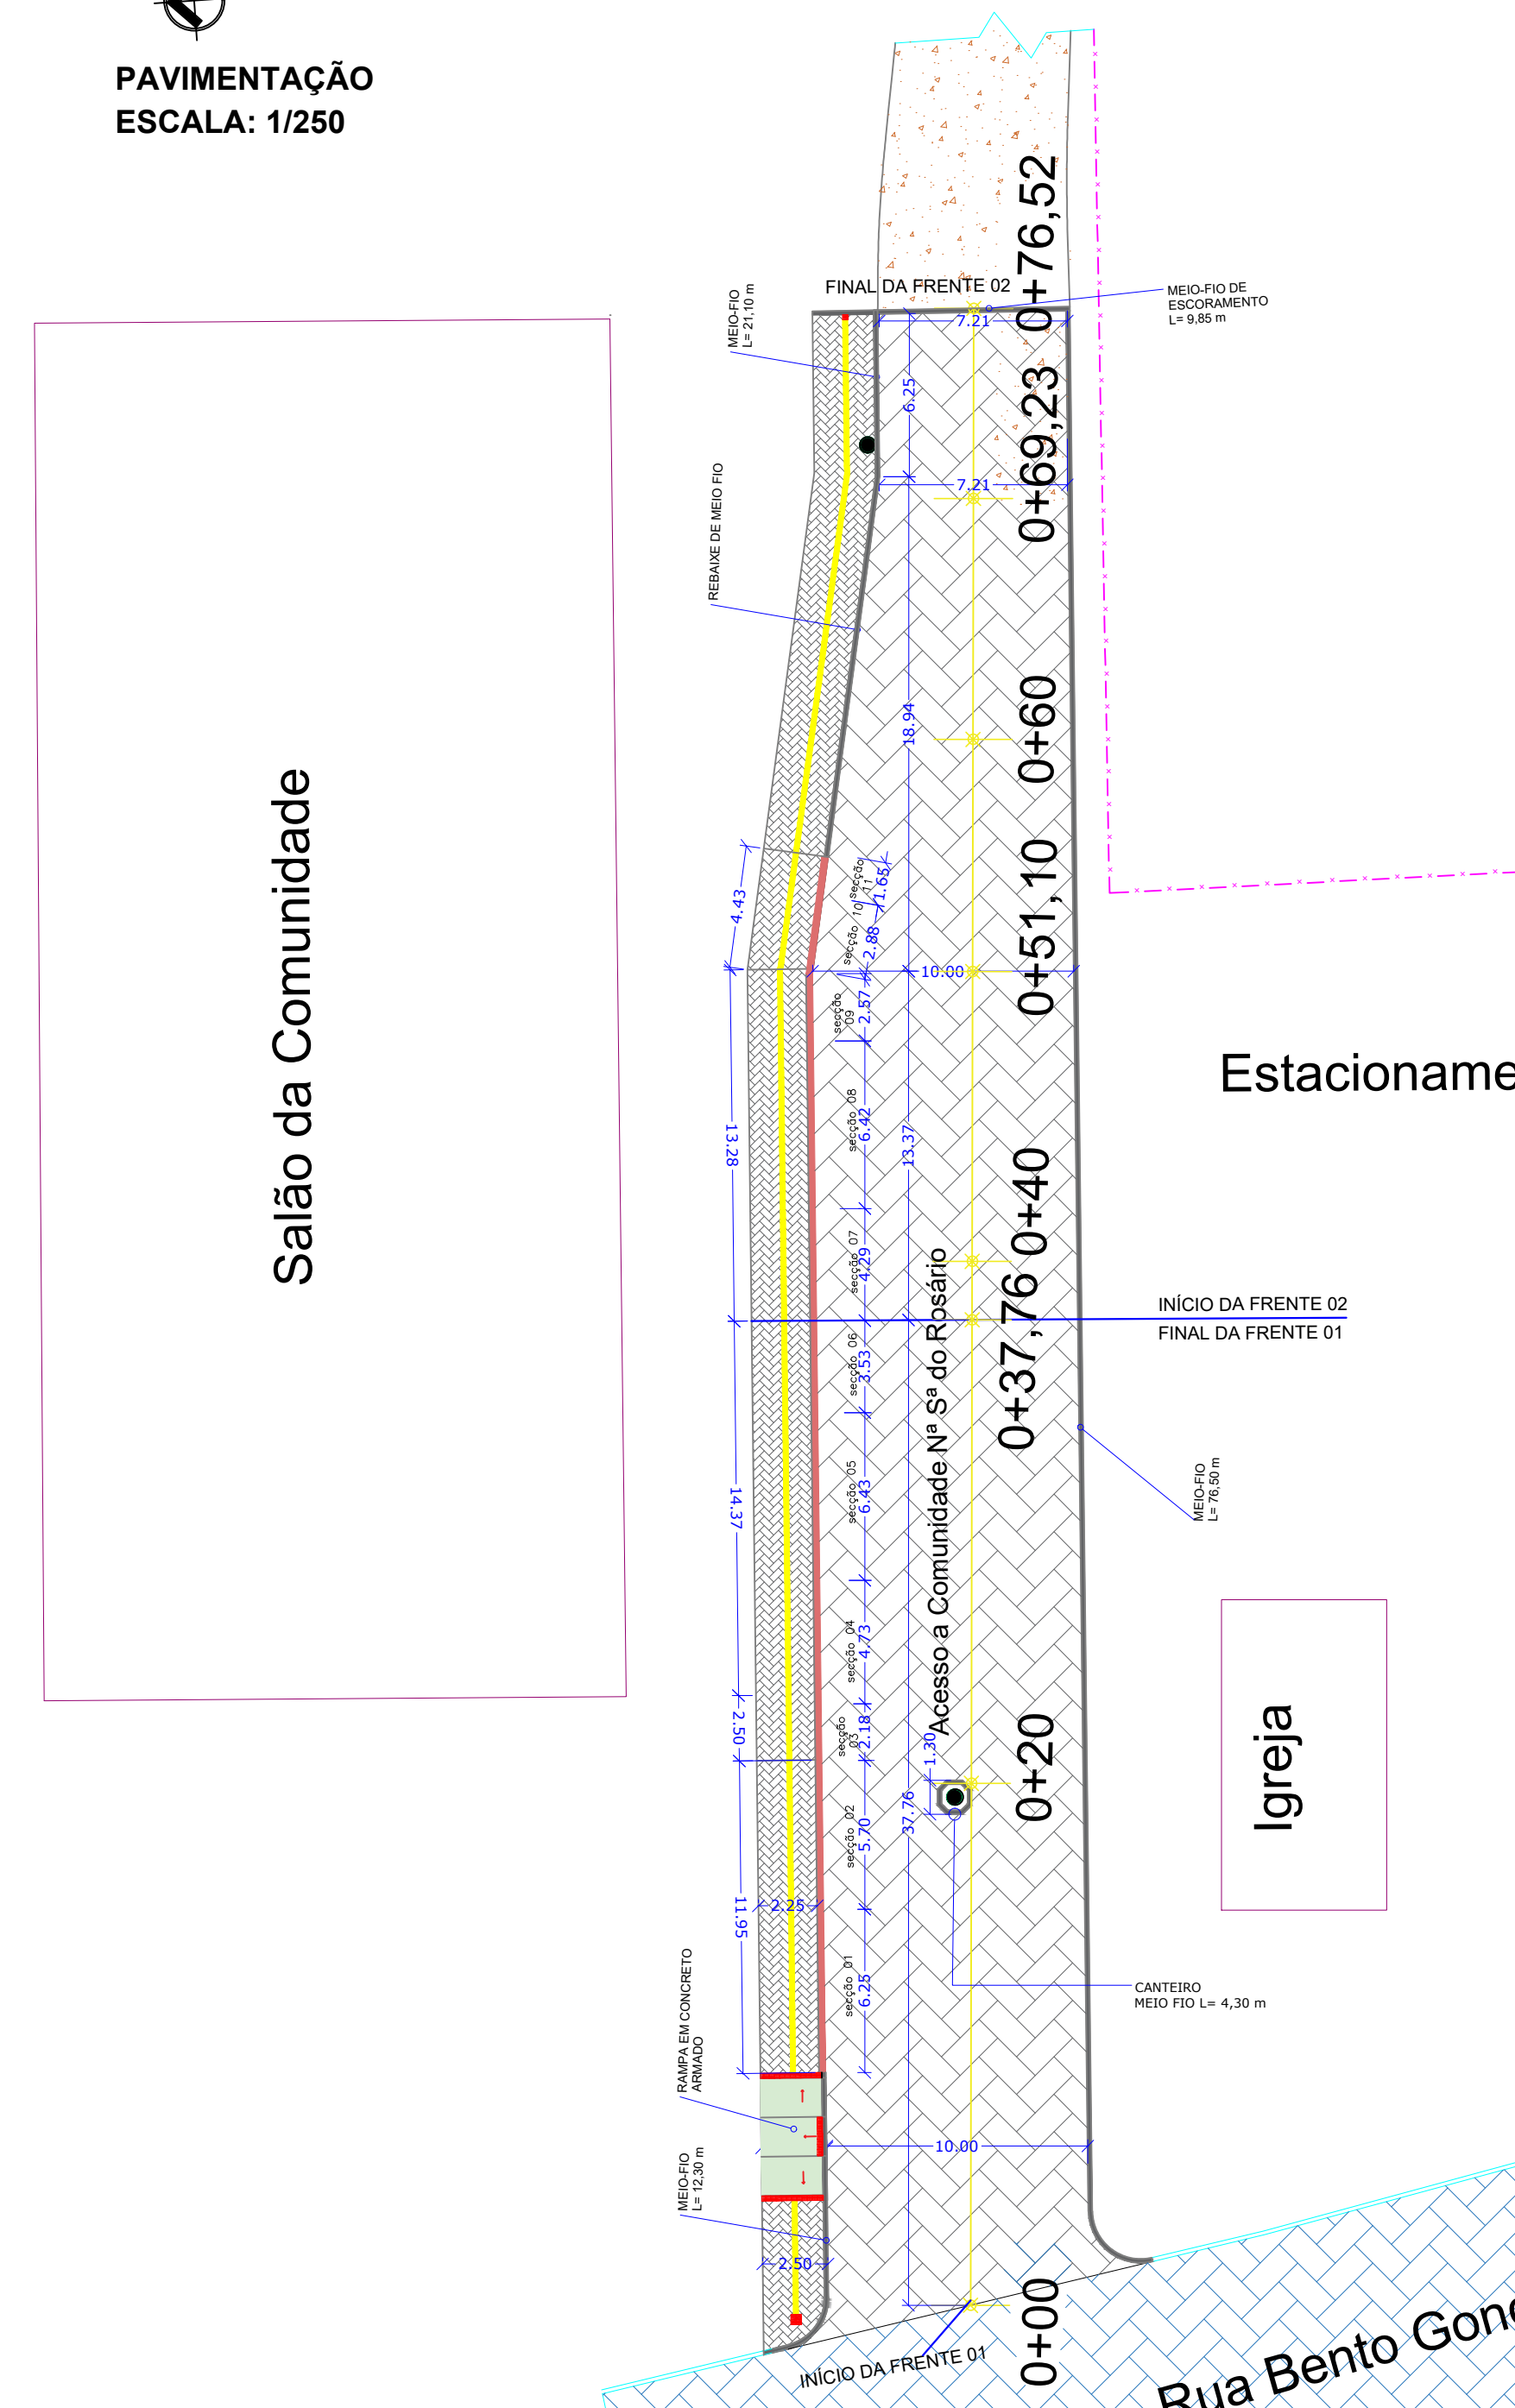 PAVIMENTAÇÃO
ESCALA: 1/250
0+76,52
FINAL DA FRENTE 02
MEIO-FIO DE
ESCORAMENTO
L= 9,85 m
MEIO-FIO
L= 21,10 m
7.21
6.25
0+69,23
7.21
REBAIXE DE MEIO FIO
18.94
0+60
4.43
secção
11
1.65
secção 10
2.88
0+51,10
10.00
secção
09
2.57
Salão da Comunidade
Estacioname
13.28
secção 08
6.42
13.37
0+40
secção 07
4.29
INÍCIO DA FRENTE 02
FINAL DA FRENTE 01
0+37,76
secção 06
3.53
Acesso a Comunidade Nª Sª do Rosário
14.37
secção 05
6.43
MEIO-FIO
L= 76,50 m
secção 04
4.73
2.50
secção
03
2.18
1.30
0+20
Igreja
37.76
secção 02
5.70
11.95
2.25
secção 01
6.25
CANTEIRO
MEIO FIO L= 4,30 m
RAMPA EM CONCRETO
ARMADO
10.00
MEIO-FIO
L= 12,30 m
2.50
0+00
INÍCIO DA FRENTE 01
Rua Bento Gonç